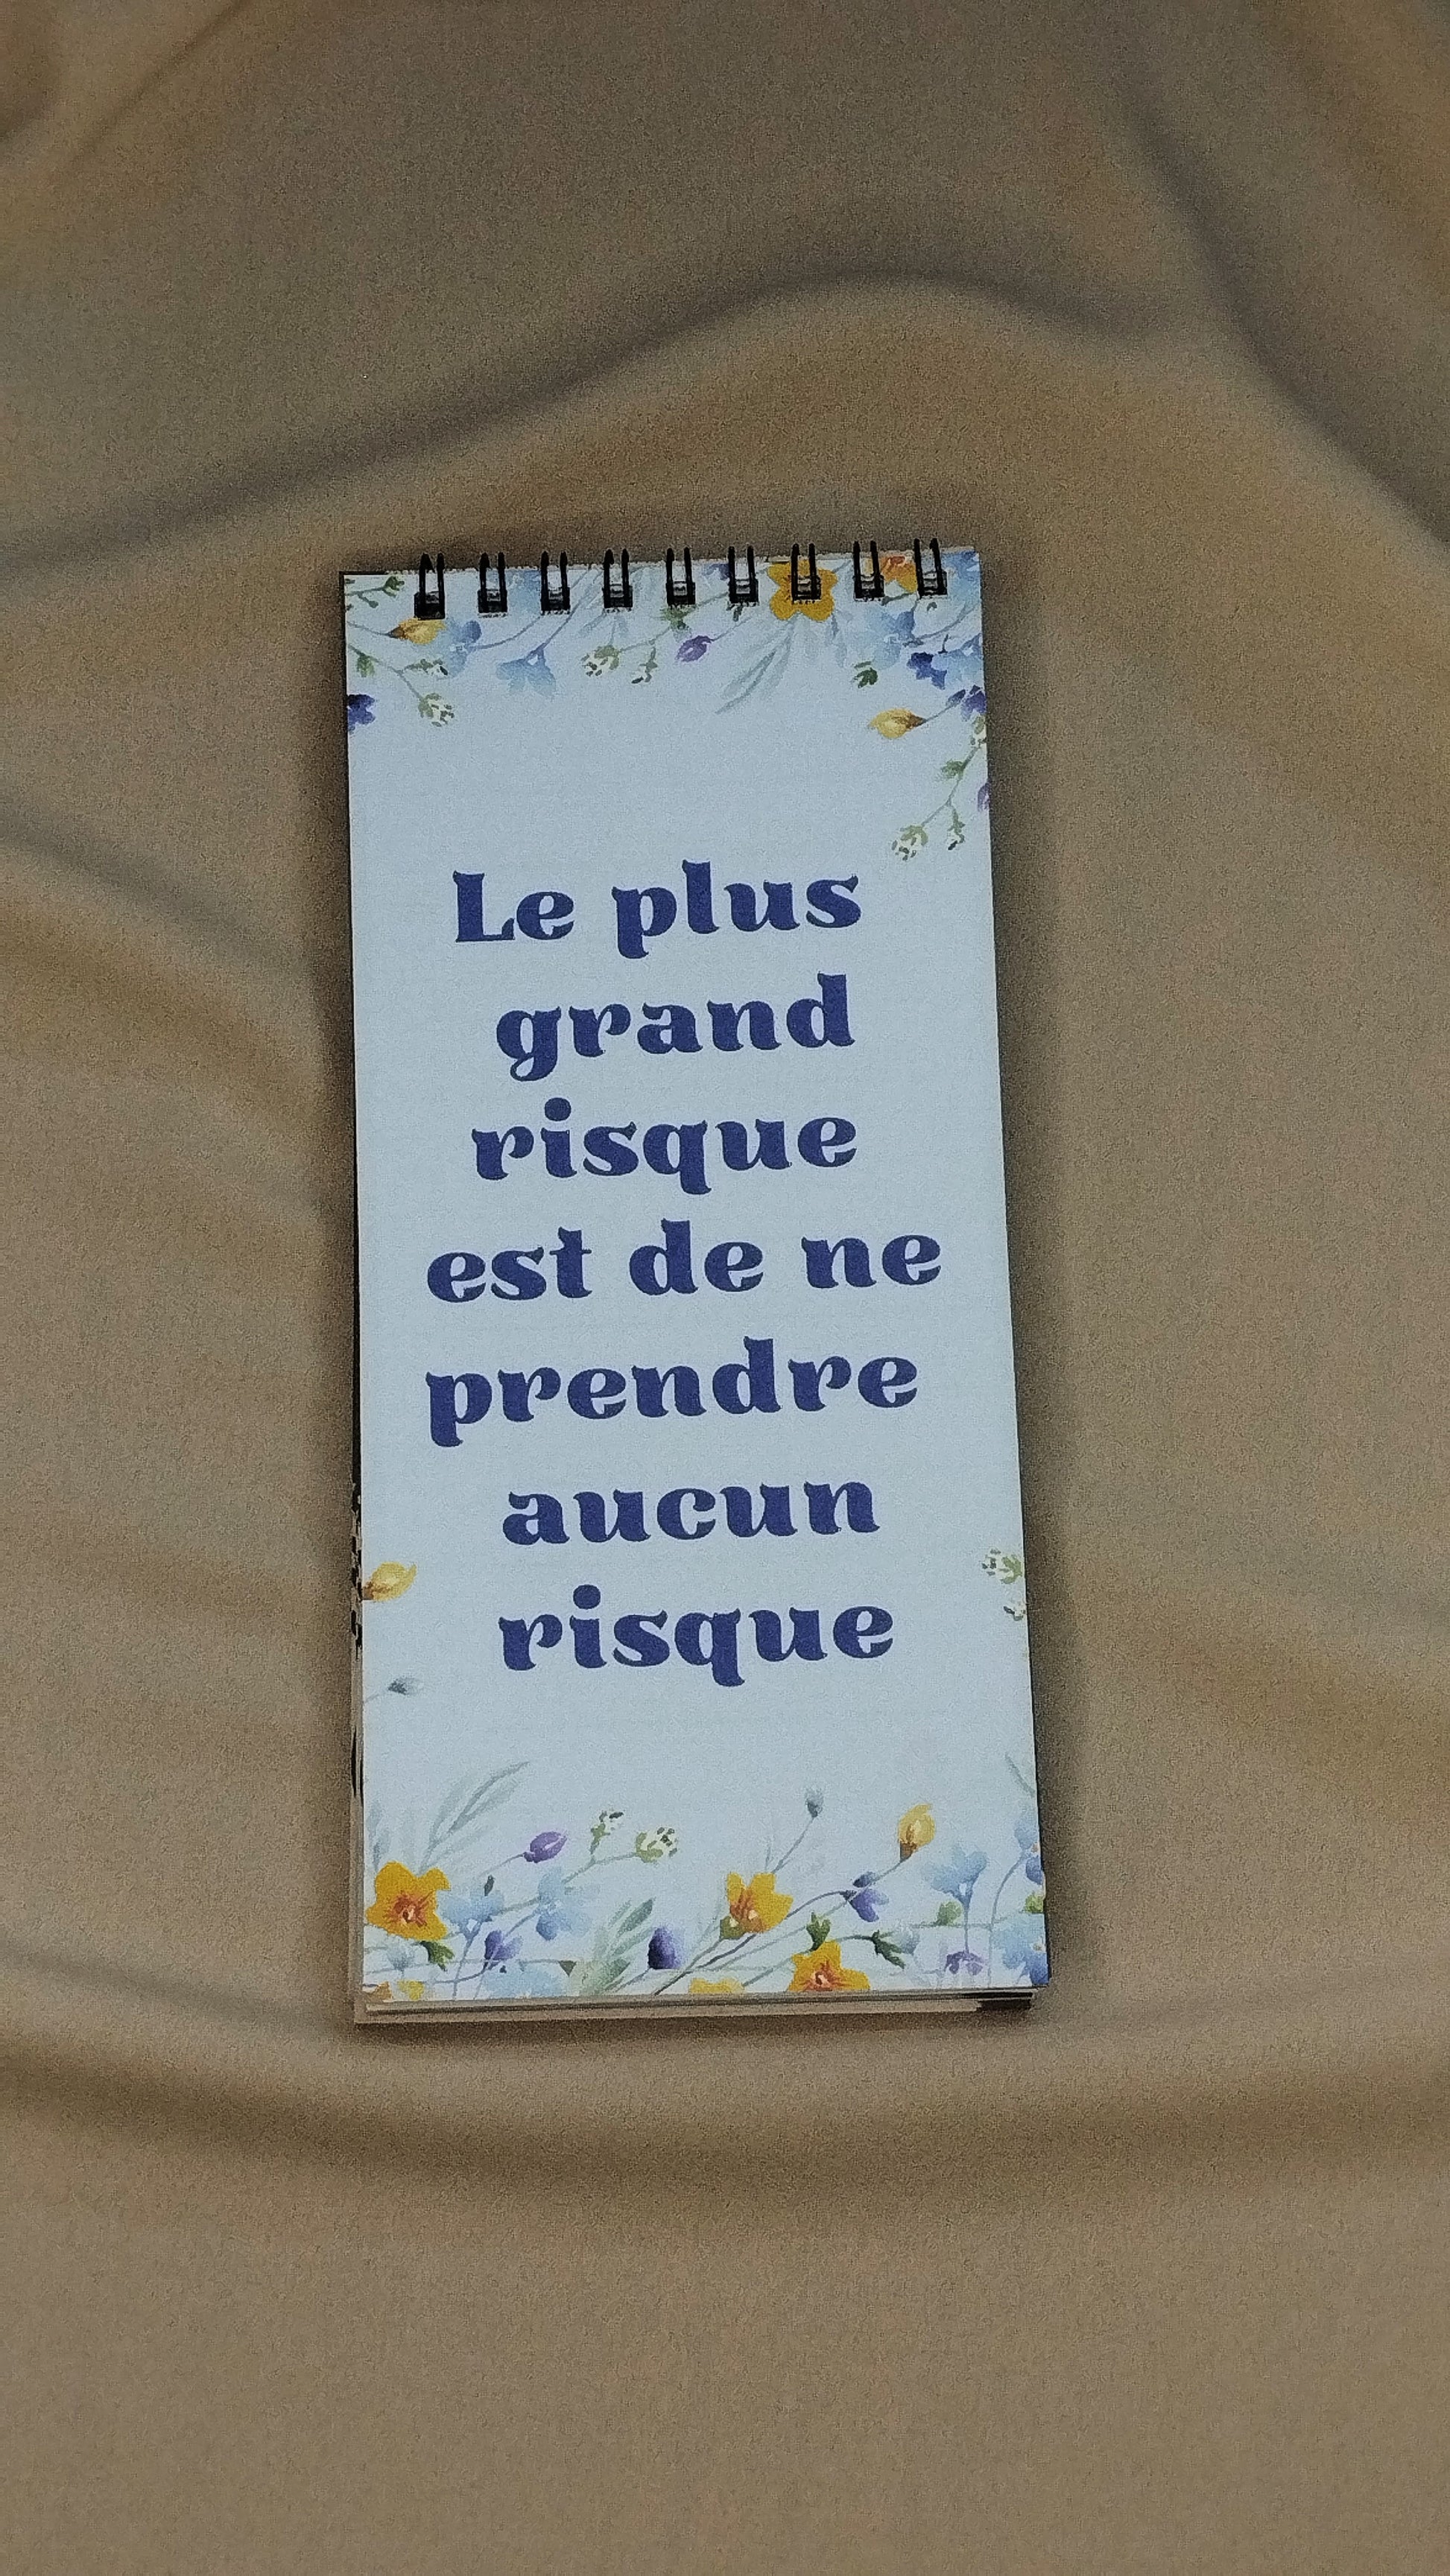 Le plus
grand
risque
est de ne
prendre
aucun
risque